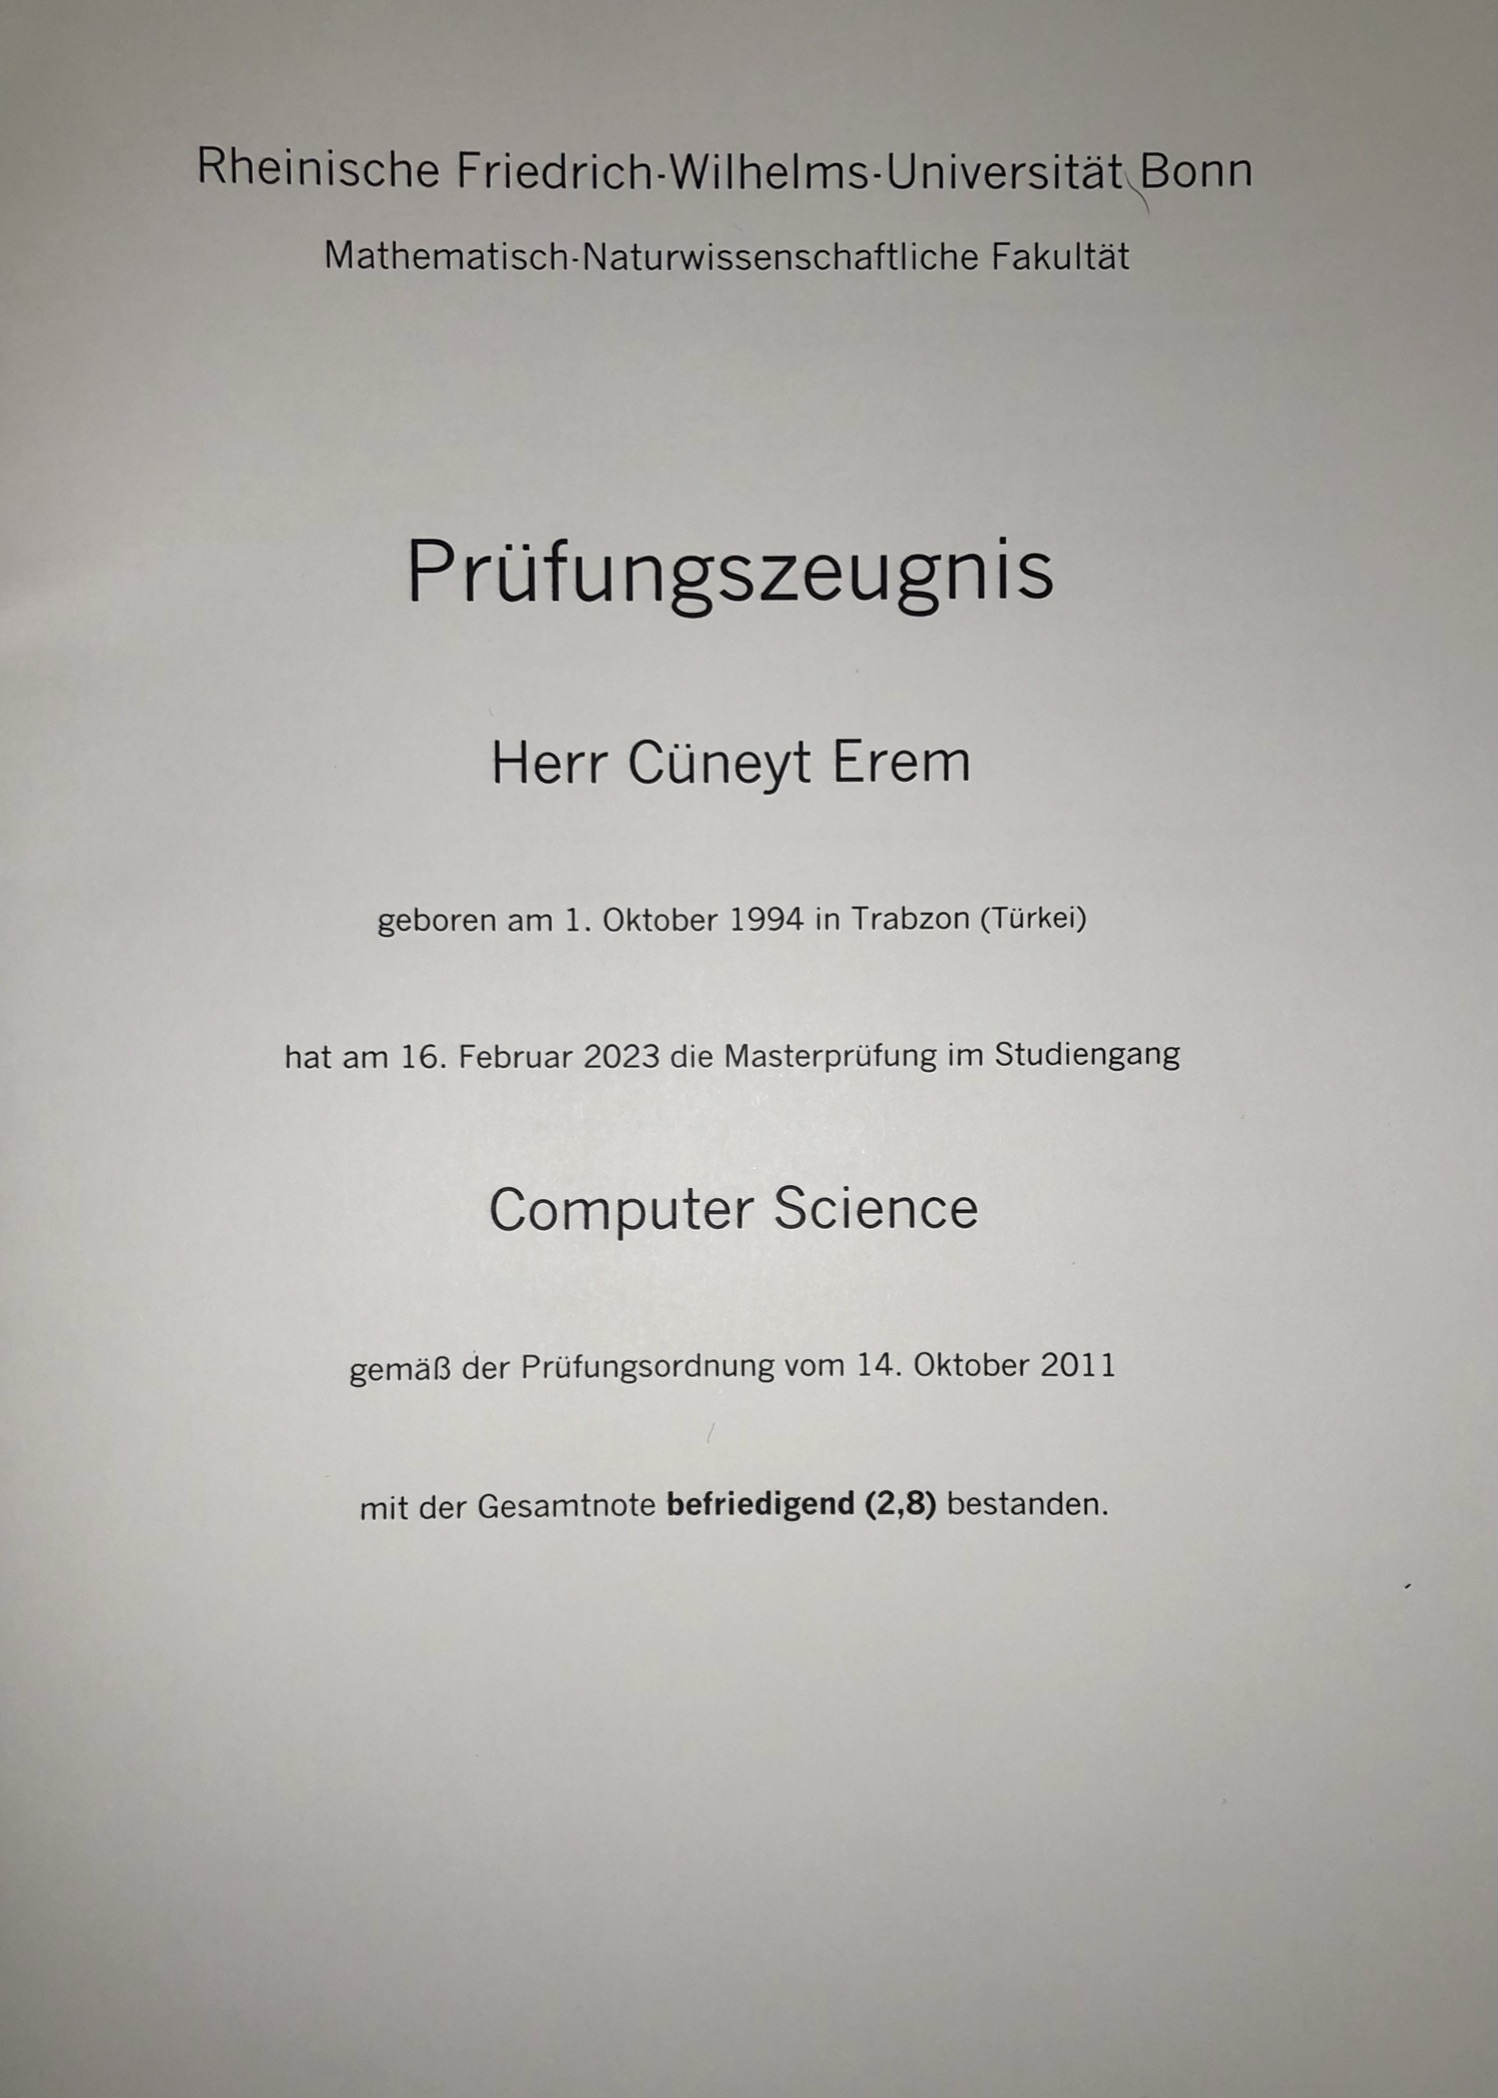 Rheinische Friedrich-Wilhelms-Universität Bonn
Mathematisch-Naturwissenschaftliche Fakultät
Prüfungszeugnis
Herr Cüneyt Erem
geboren am 1. Oktober 1994 in Trabzon (Türkei)
hat am 16. Februar 2023 die Masterprüfung im Studiengang
Computer Science
gemäß der Prüfungsordnung vom 14. Oktober 2011
mit der Gesamtnote befriedigend (2,8) bestanden.